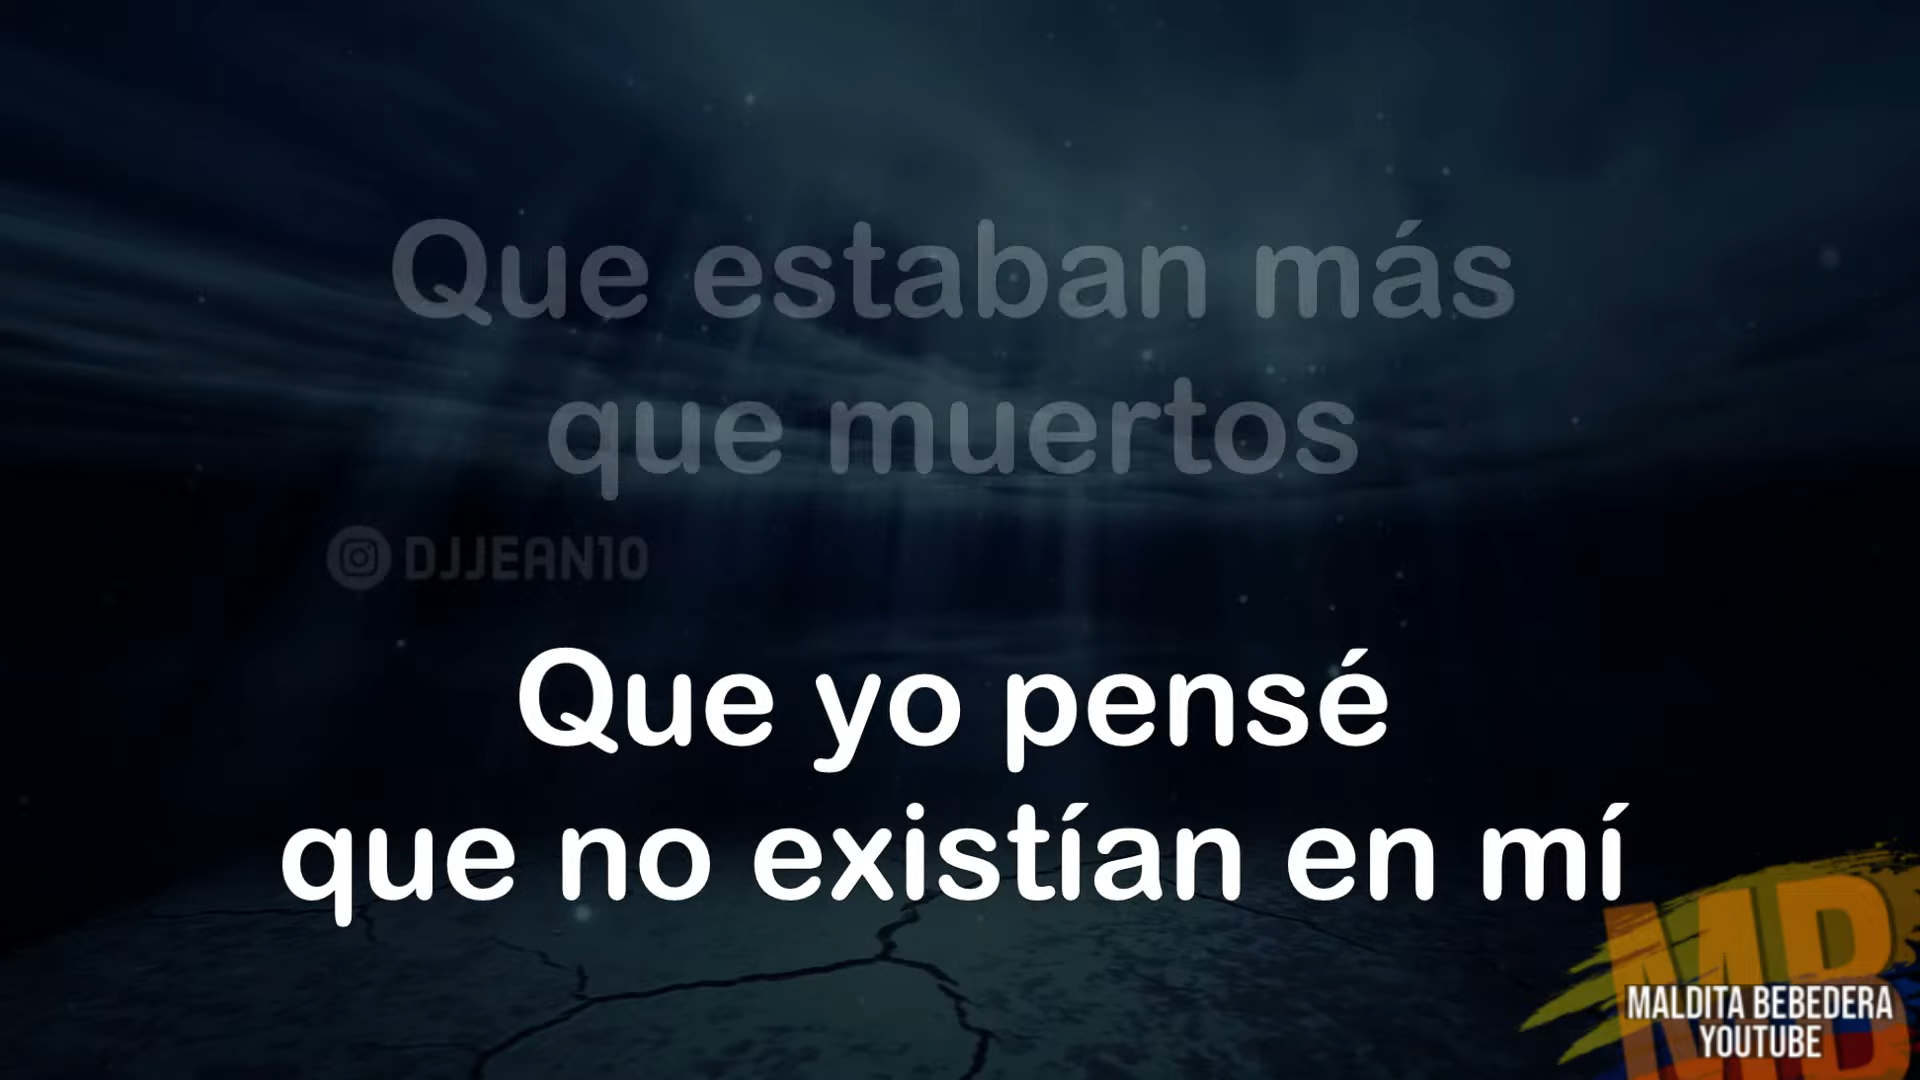 Que estaban más
que muertos
DJJEAN10
Que yo pensé
que no existían en mí
MB
MALDITA BEBEDERA
YOUTUBE